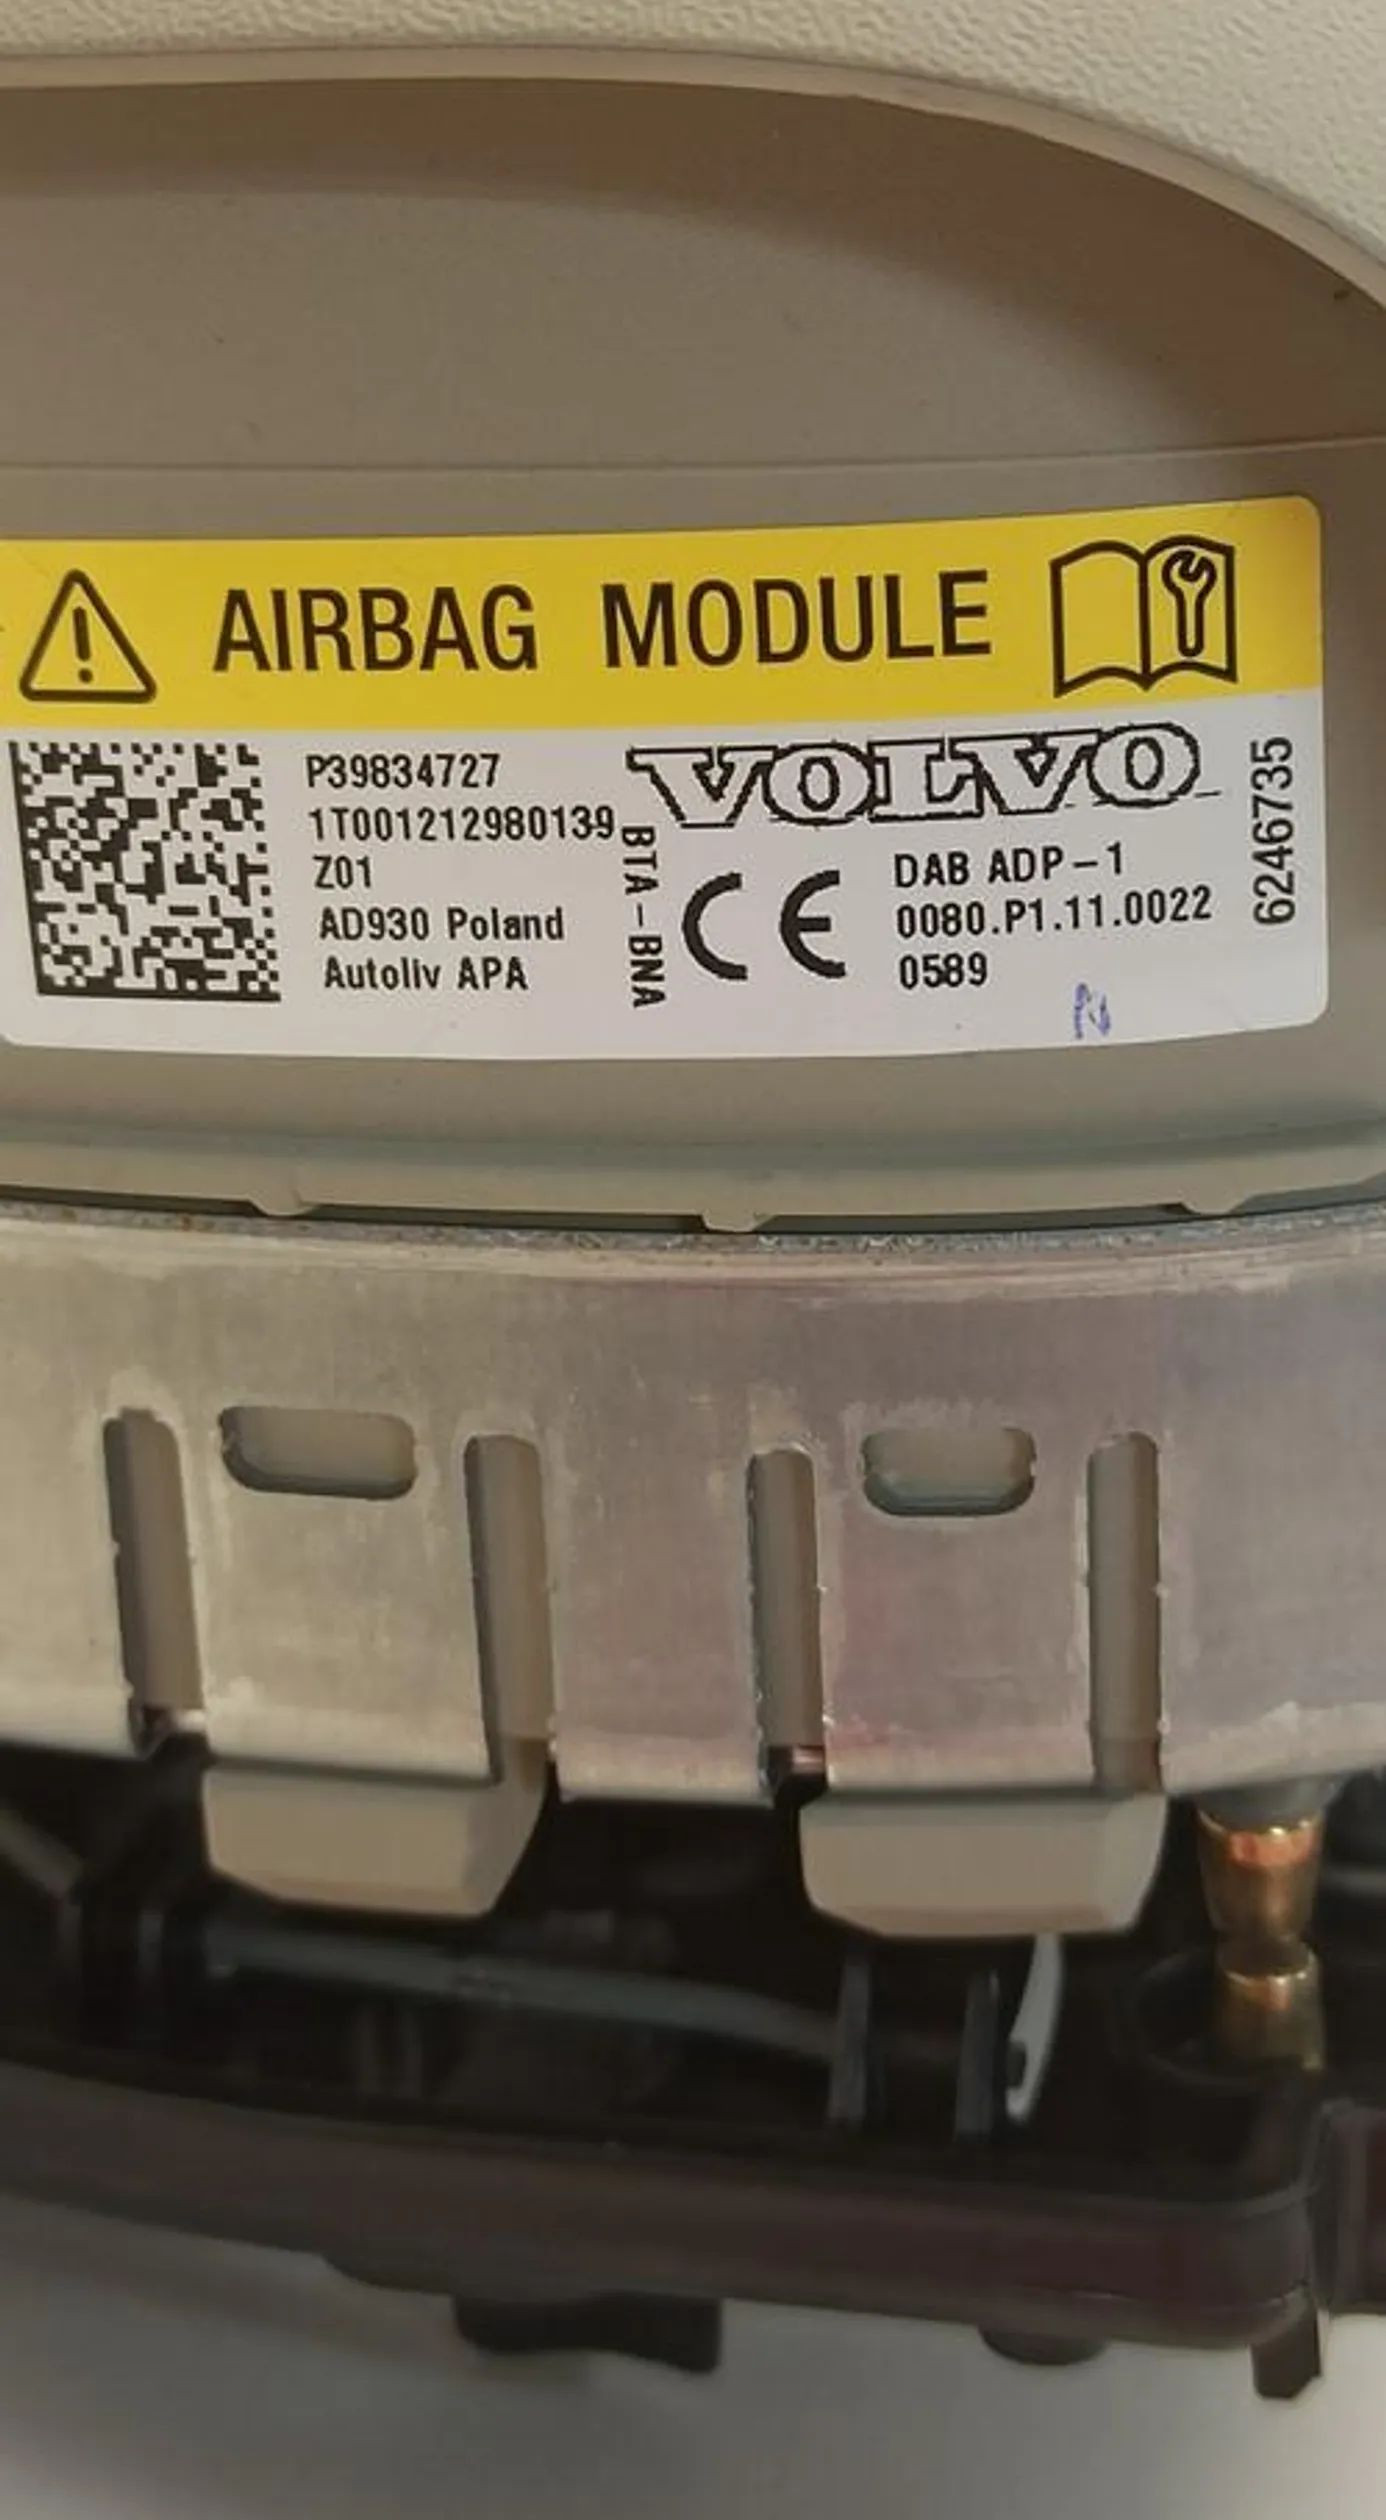 AIRBAG MODULE
P39834727
1T001212980139
Z01
AD930 Poland
Autoliv APA
BTA-BNA
VOLVO
CE
DAB ADP-1
0080.P1.11.0022
0589
6246735